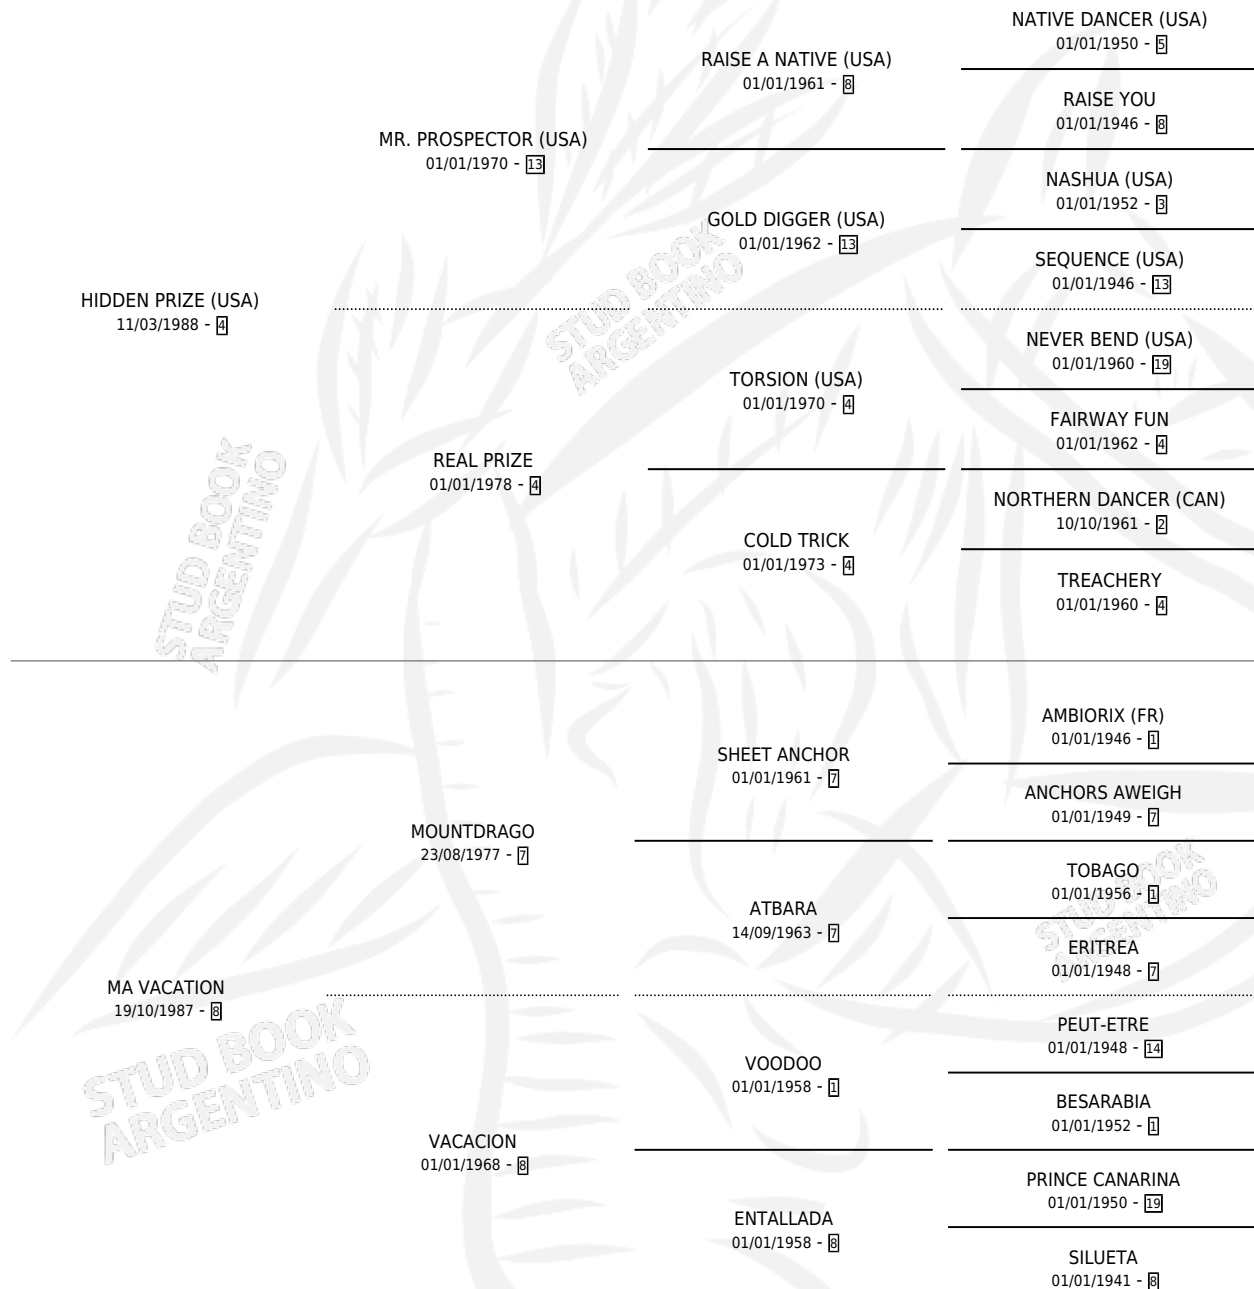 NATIVE DANCER (USA)
01/01/1950 - 5
RAISE A NATIVE (USA)
01/01/1961 - 8
RAISE YOU
01/01/1946 - 8
MR. PROSPECTOR (USA)
01/01/1970 - 13
NASHUA (USA)
01/01/1952 - 3
GOLD DIGGER (USA)
01/01/1962 - 13
SEQUENCE (USA)
01/01/1946 - 13
HIDDEN PRIZE (USA)
11/03/1988 - 4
NEVER BEND (USA)
01/01/1960 - 19
TORSION (USA)
01/01/1970 - 4
FAIRWAY FUN
01/01/1962 - 4
REAL PRIZE
01/01/1978 - 4
NORTHERN DANCER (CAN)
10/10/1961 - 2
COLD TRICK
01/01/1973 - 4
TREACHERY
01/01/1960 - 4
AMBIORIX (FR)
01/01/1946 - 1
SHEET ANCHOR
01/01/1961 - 7
ANCHORS AWEIGH
01/01/1949 - 7
MOUNTDRAGO
23/08/1977 - 7
TOBAGO
01/01/1956 - 1
ATBARA
14/09/1963 - 7
ERITREA
01/01/1948 - 7
MA VACATION
19/10/1987 - 8
PEUT-ETRE
01/01/1948 - 14
VOODOO
01/01/1958 - 1
BESARABIA
01/01/1952 - 1
VACACION
01/01/1968 - 8
PRINCE CANARINA
01/01/1950 - 19
ENTALLADA
01/01/1958 - 8
SILUETA
01/01/1941 - 8
STUD BOOK
ARGENTINO
STUD BOOK
ARGENTINO
STUD BOOK
ARGENTINO
STUD BOOK
ARGENTINO